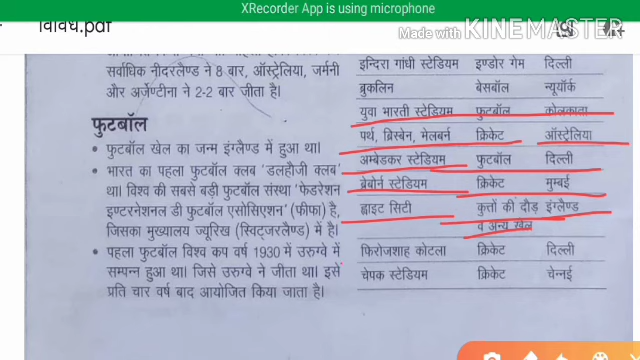 XRecorder App is using microphone
विविध.pdf
Made with KINEMASTER
सर्वाधिक नीदरलैण्ड ने 8 बार, ऑस्ट्रेलिया, जर्मनी
और अर्जेण्टीना ने 2-2 बार जीता है।
फुटबॉल
• फुटबॉल खेल का जन्म इंग्लैण्ड में हुआ था।
• भारत का पहला फुटबॉल क्लब 'डलहौजी क्लब'
था। विश्व की सबसे बड़ी फुटबॉल संस्था 'फेडरेशन
इण्टरनेशनल डी फुटबॉल एसोसिएशन' (फीफा) है,
जिसका मुख्यालय ज्यूरिख (स्विट्जरलैण्ड) में है।
• पहला फुटबॉल विश्व कप वर्ष 1930 में उरुग्वे में
सम्पन्न हुआ था। जिसे उरुग्वे ने जीता था। इसे
प्रति चार वर्ष बाद आयोजित किया जाता है।
इन्दिरा गांधी स्टेडियम इण्डोर गेम दिल्ली
ब्रुकलिन बेसबॉल न्यूयॉर्क
युवा भारती स्टेडियम फुटबॉल कोलकाता
पर्थ, ब्रिस्बेन, मेलबर्न क्रिकेट ऑस्ट्रेलिया
अम्बेडकर स्टेडियम फुटबॉल दिल्ली
ब्रेबोर्न स्टेडियम क्रिकेट मुम्बई
ह्वाइट सिटी कुत्तों की दौड़ इंग्लैण्ड
व अन्य खेल
फिरोजशाह कोटला क्रिकेट दिल्ली
चेपक स्टेडियम क्रिकेट चेन्नई